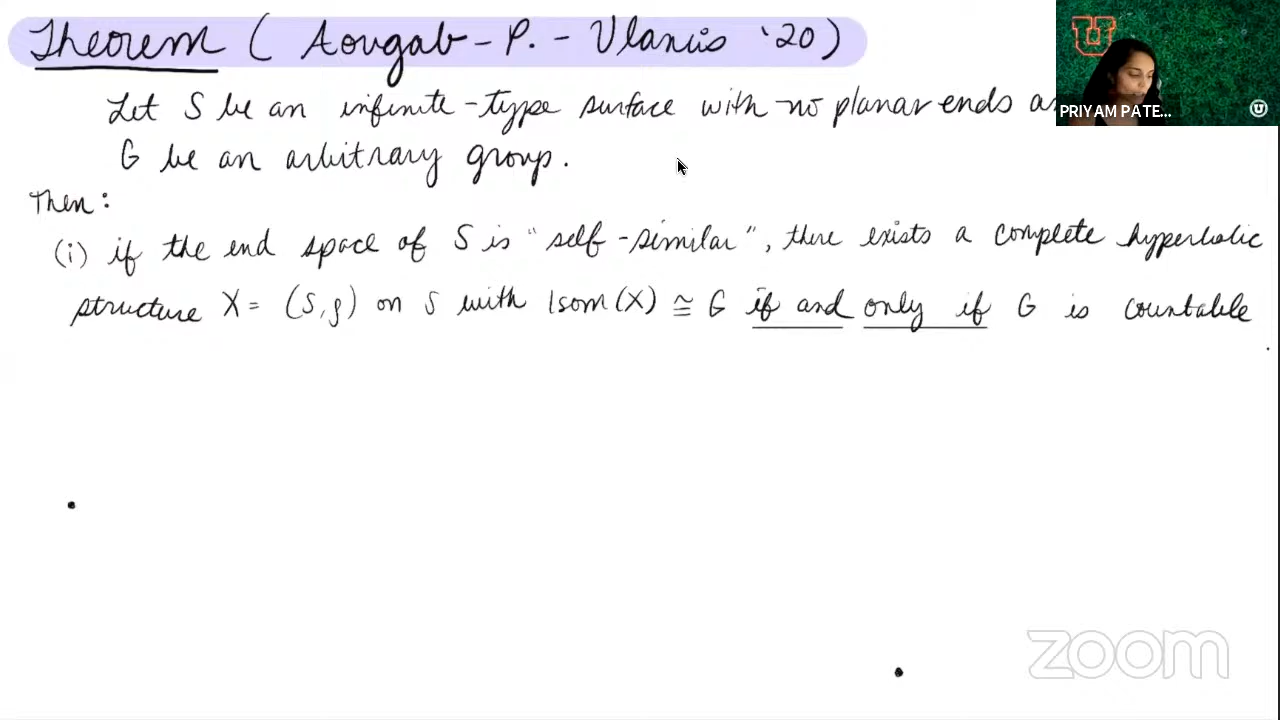 Theorem ( Aougab - P. - Vlamis '20 )
Let S be an infinite-type surface with no planar ends
G be an arbitrary group.
Then:
(i) if the end space of S is "self-similar", there exists a complete hyperbolic
structure X = (S, ρ) on S with Isom(X) ≅ G if and only if G is countable
PRIYAM PATE...
zoom